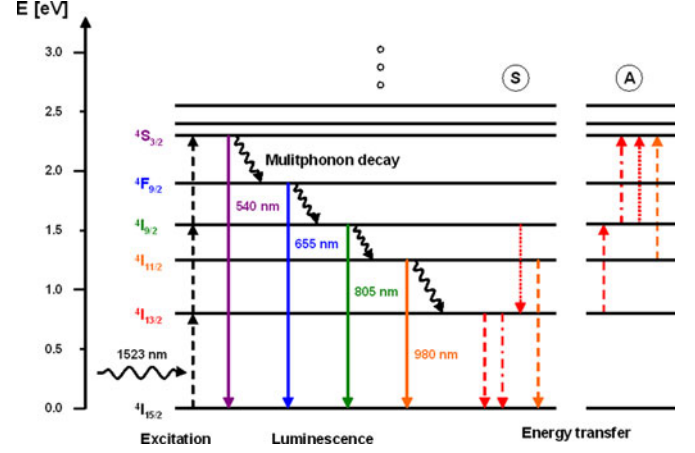 E [eV]
3.0
S
A
2.5
⁴S₃/₂
2.0
Mulitphonon decay
⁴F₉/₂
540 nm
1.5
⁴I₉/₂
655 nm
⁴I₁₁/₂
1.0
805 nm
⁴I₁₃/₂
980 nm
0.5
1523 nm
0.0
⁴I₁₅/₂
Excitation
Luminescence
Energy transfer